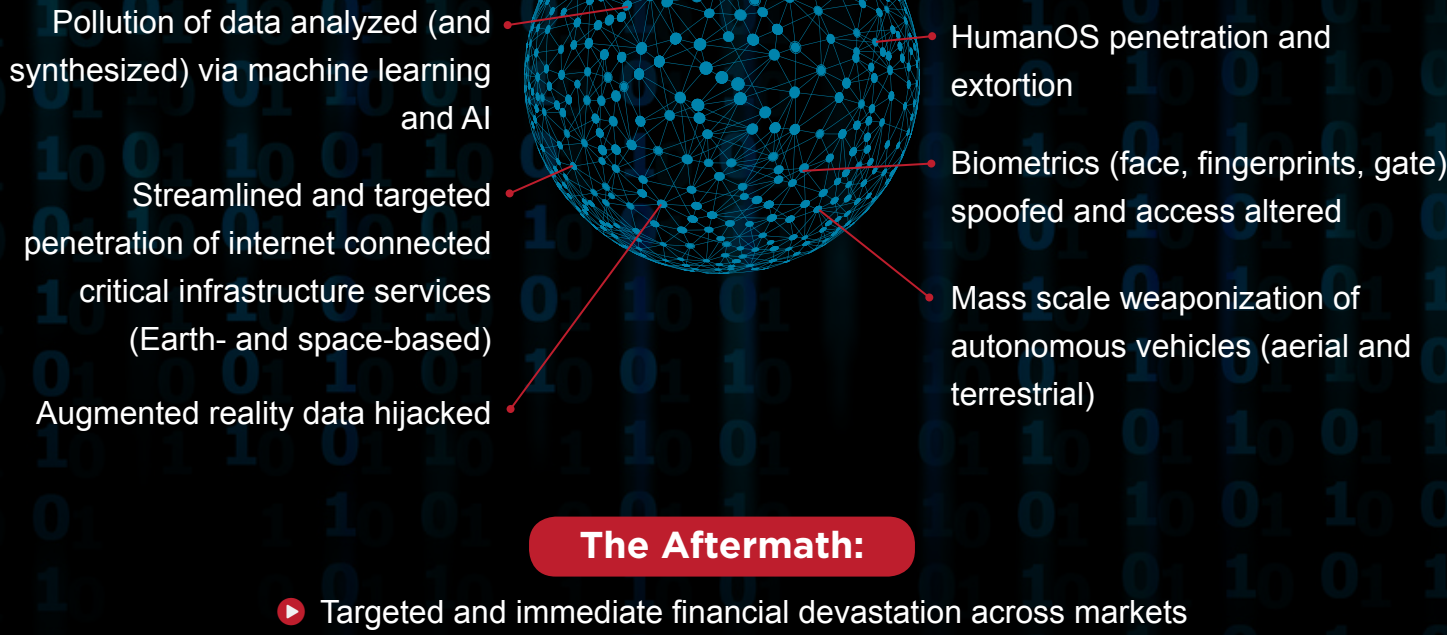 Pollution of data analyzed (and
synthesized) via machine learning
and AI
Streamlined and targeted
penetration of internet connected
critical infrastructure services
(Earth- and space-based)
Augmented reality data hijacked
HumanOS penetration and
extortion
Biometrics (face, fingerprints, gate)
spoofed and access altered
Mass scale weaponization of
autonomous vehicles (aerial and
terrestrial)
The Aftermath:
Targeted and immediate financial devastation across markets